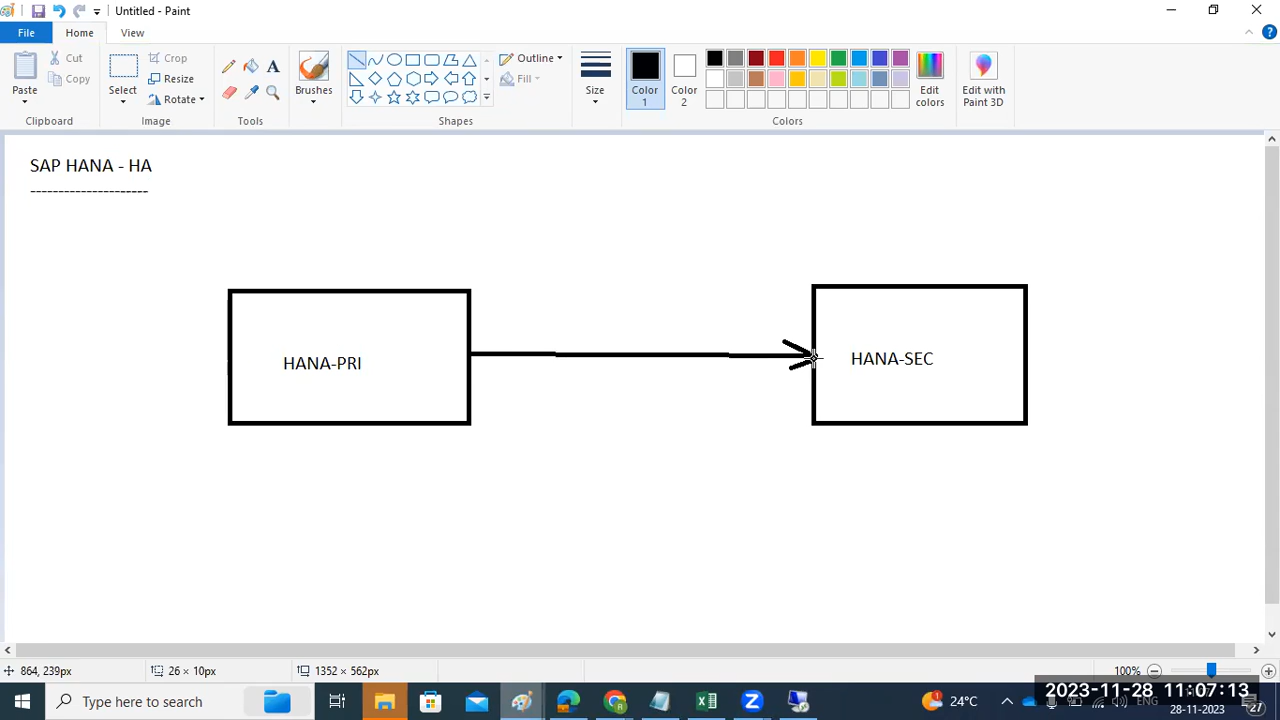 Untitled - Paint
File
Home
View
Paste
Cut
Copy
Clipboard
Select
Crop
Resize
Rotate
Image
Tools
Brushes
Outline
Fill
Shapes
Size
Color
1
Color
2
Colors
Edit
colors
Edit with
Paint 3D
SAP HANA - HA
---------------------
HANA-PRI
HANA-SEC
864, 239px
26 × 10px
1352 × 562px
100%
Type here to search
1
24°C
ENG
2023-11-28 11:07:13
28-11-2023
27